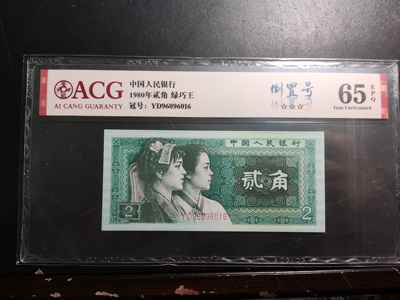 ACG
AI CANG GUARANTY
中国人民银行
1980年贰角 绿巧王
冠号: YD96096016
倒置号
☆☆☆
65 EPQ
Gem Uncirculated
中国人民银行
贰角
YD96096016
2
2